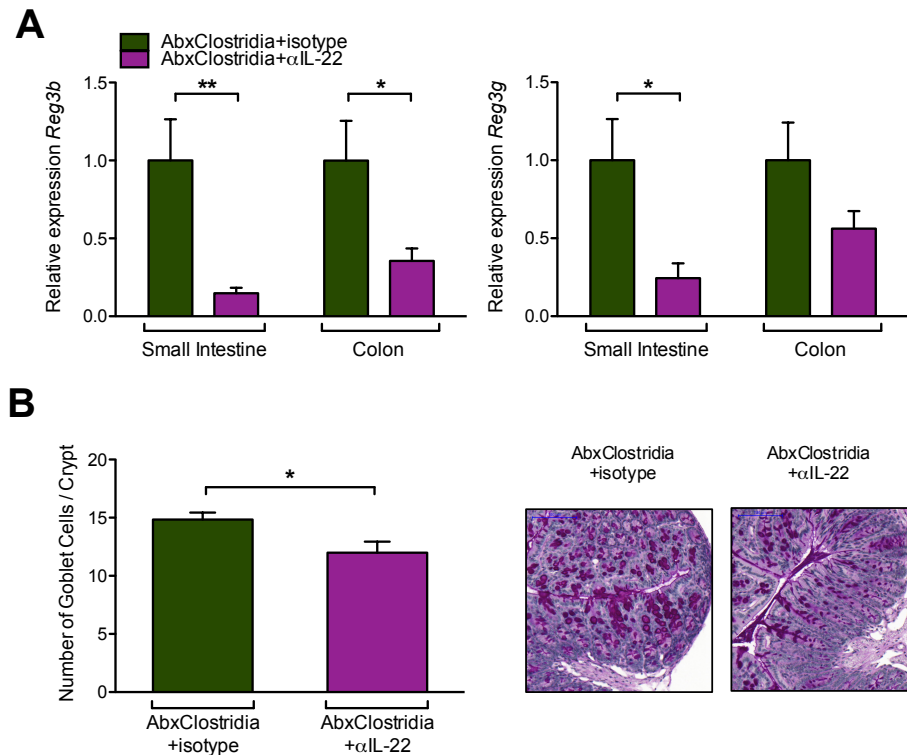 A
AbxClostridia+isotype
AbxClostridia+αIL-22
Relative expression Reg3b
1.5
1.0
0.5
0.0
**
*
Small Intestine
Colon
Relative expression Reg3g
1.5
1.0
0.5
0.0
*
Small Intestine
Colon
B
Number of Goblet Cells / Crypt
20
15
10
5
0
*
AbxClostridia
+isotype
AbxClostridia
+αIL-22
AbxClostridia
+isotype
AbxClostridia
+αIL-22